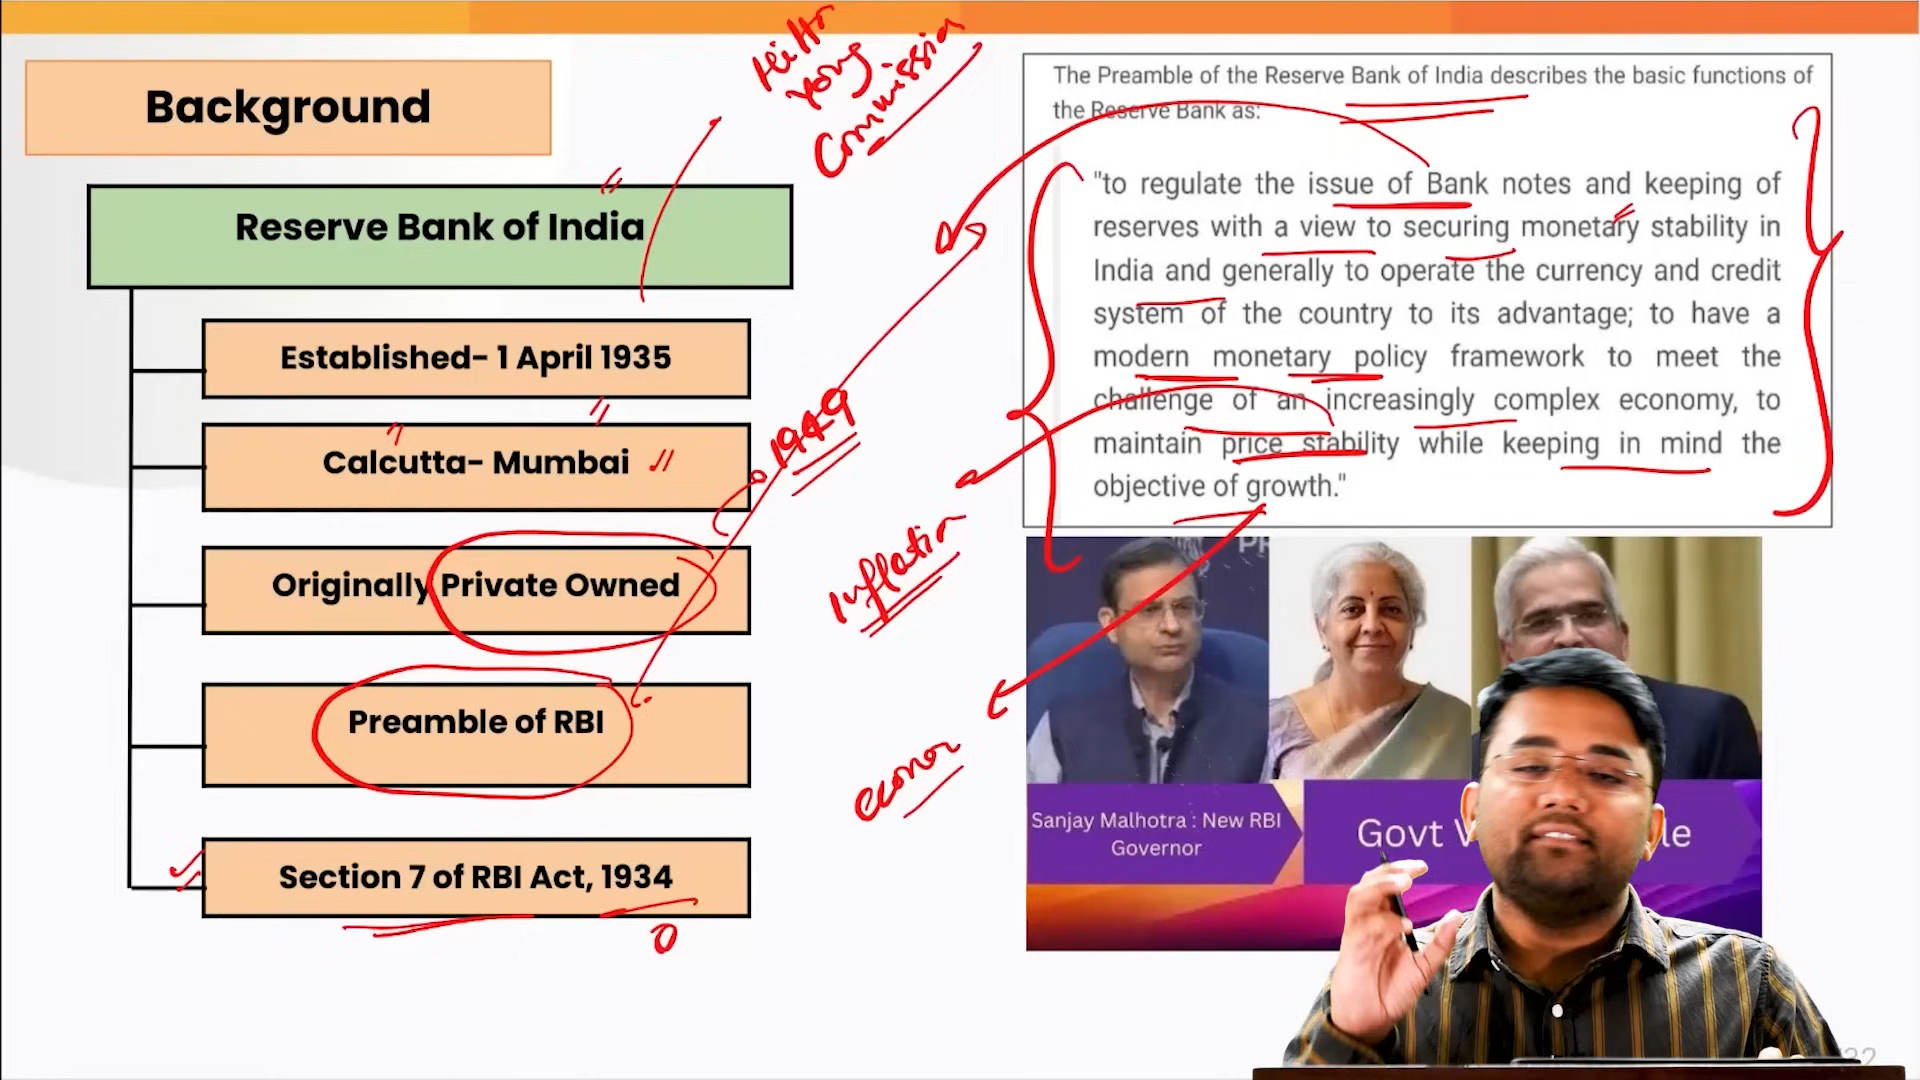 Background
Reserve Bank of India
Established- 1 April 1935
Calcutta- Mumbai
Originally Private Owned
Preamble of RBI
Section 7 of RBI Act, 1934
Commission
1949
Inflation
The Preamble of the Reserve Bank of India describes the basic functions of
the Reserve Bank as:
"to regulate the issue of Bank notes and keeping of
reserves with a view to securing monetary stability in
India and generally to operate the currency and credit
system of the country to its advantage; to have a
modern monetary policy framework to meet the
challenge of an increasingly complex economy, to
maintain price stability while keeping in mind the
objective of growth."
Sanjay Malhotra : New RBI
Governor
Govt
32